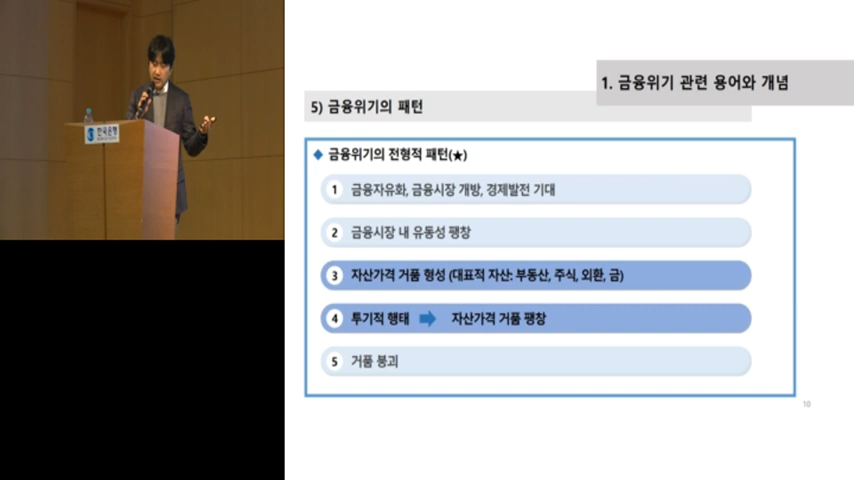 1. 금융위기 관련 용어와 개념
5) 금융위기의 패턴
◆ 금융위기의 전형적 패턴(★)
1 금융자유화, 금융시장 개방, 경제발전 기대
2 금융시장 내 유동성 팽창
3 자산가격 거품 형성 (대표적 자산: 부동산, 주식, 외환, 금)
4 투기적 행태 ➡ 자산가격 거품 팽창
5 거품 붕괴
10
한국은행